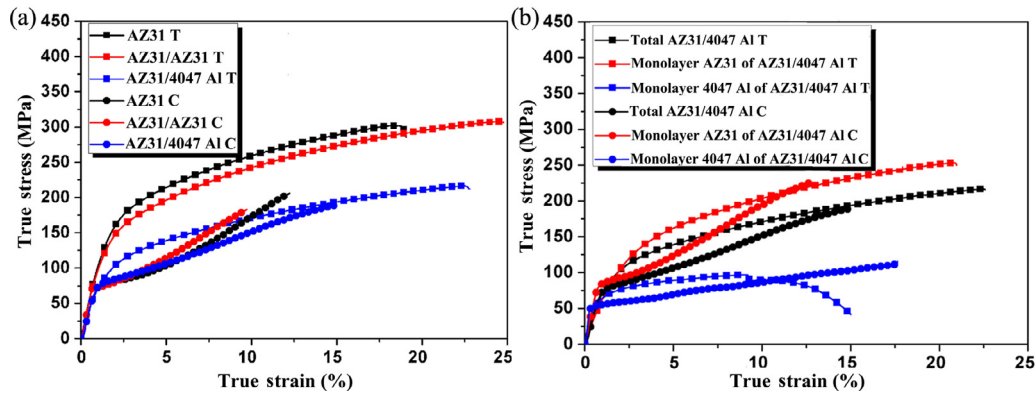 (a)
450
400
350
300
250
200
150
100
50
0
True stress (MPa)
AZ31 T
AZ31/AZ31 T
AZ31/4047 Al T
AZ31 C
AZ31/AZ31 C
AZ31/4047 Al C
0 5 10 15 20 25
True strain (%)
(b)
450
400
350
300
250
200
150
100
50
0
True stress (MPa)
Total AZ31/4047 Al T
Monolayer AZ31 of AZ31/4047 Al T
Monolayer 4047 Al of AZ31/4047 Al T
Total AZ31/4047 Al C
Monolayer AZ31 of AZ31/4047 Al C
Monolayer 4047 Al of AZ31/4047 Al C
0 5 10 15 20 25
True strain (%)